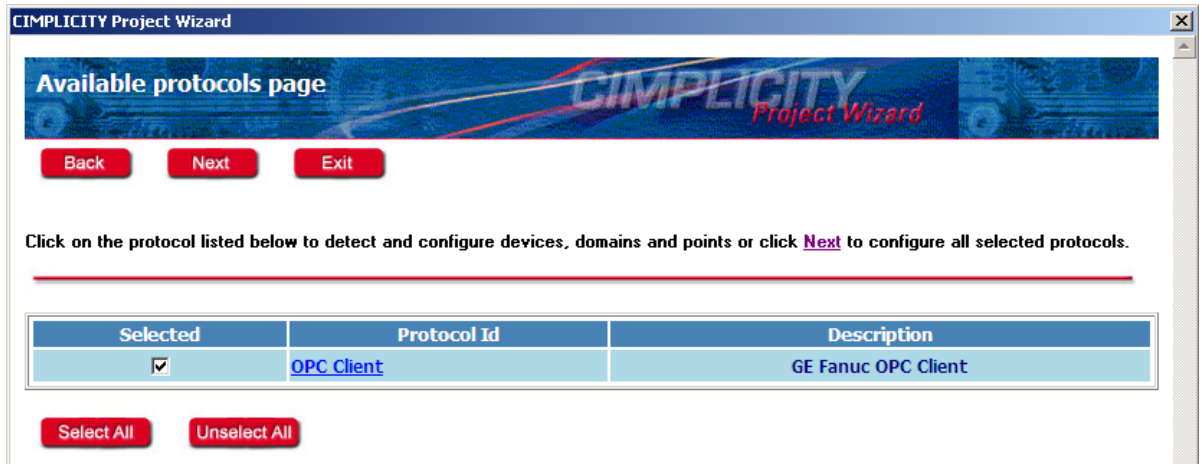 CIMPLICITY Project Wizard
Available protocols page
CIMPLICITY
Project Wizard
Back Next Exit
Click on the protocol listed below to detect and configure devices, domains and points or click Next to configure all selected protocols.
Selected Protocol Id Description
OPC Client GE Fanuc OPC Client
Select All Unselect All